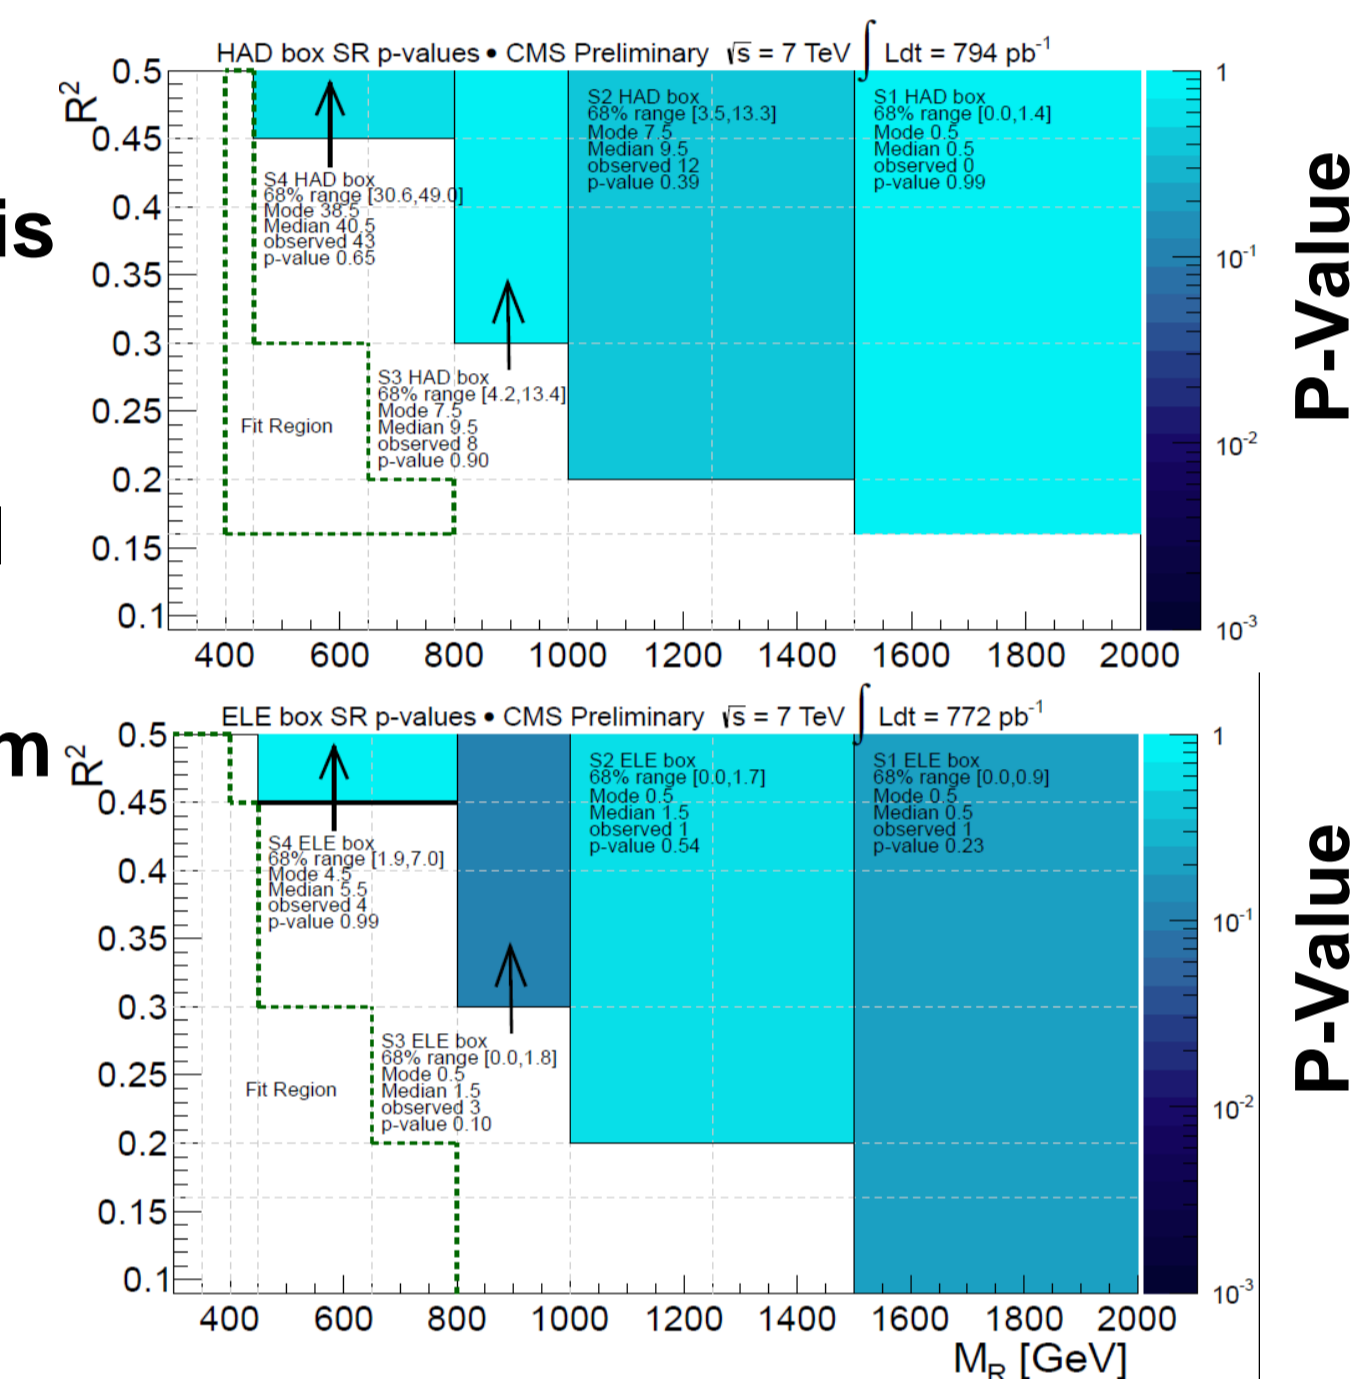 is
m
HAD box SR p-values • CMS Preliminary √s = 7 TeV ∫ Ldt = 794 pb⁻¹
R²
0.5
0.45
0.4
0.35
0.3
0.25
0.2
0.15
0.1
S4 HAD box
68% range [30.6,49.0]
Mode 38.5
Median 40.5
observed 43
p-value 0.65
S3 HAD box
68% range [4.2,13.4]
Mode 7.5
Median 9.5
observed 8
p-value 0.90
S2 HAD box
68% range [3.5,13.3]
Mode 7.5
Median 9.5
observed 12
p-value 0.39
S1 HAD box
68% range [0.0,1.4]
Mode 0.5
Median 0.5
observed 0
p-value 0.99
Fit Region
400 600 800 1000 1200 1400 1600 1800 2000
1
10⁻¹
10⁻²
10⁻³
P-Value
ELE box SR p-values • CMS Preliminary √s = 7 TeV ∫ Ldt = 772 pb⁻¹
R²
0.5
0.45
0.4
0.35
0.3
0.25
0.2
0.15
0.1
S4 ELE box
68% range [1.9,7.0]
Mode 4.5
Median 5.5
observed 4
p-value 0.99
S3 ELE box
68% range [0.0,1.8]
Mode 0.5
Median 1.5
observed 3
p-value 0.10
S2 ELE box
68% range [0.0,1.7]
Mode 0.5
Median 1.5
observed 1
p-value 0.54
S1 ELE box
68% range [0.0,0.9]
Mode 0.5
Median 0.5
observed 1
p-value 0.23
Fit Region
400 600 800 1000 1200 1400 1600 1800 2000
M_R [GeV]
1
10⁻¹
10⁻²
10⁻³
P-Value